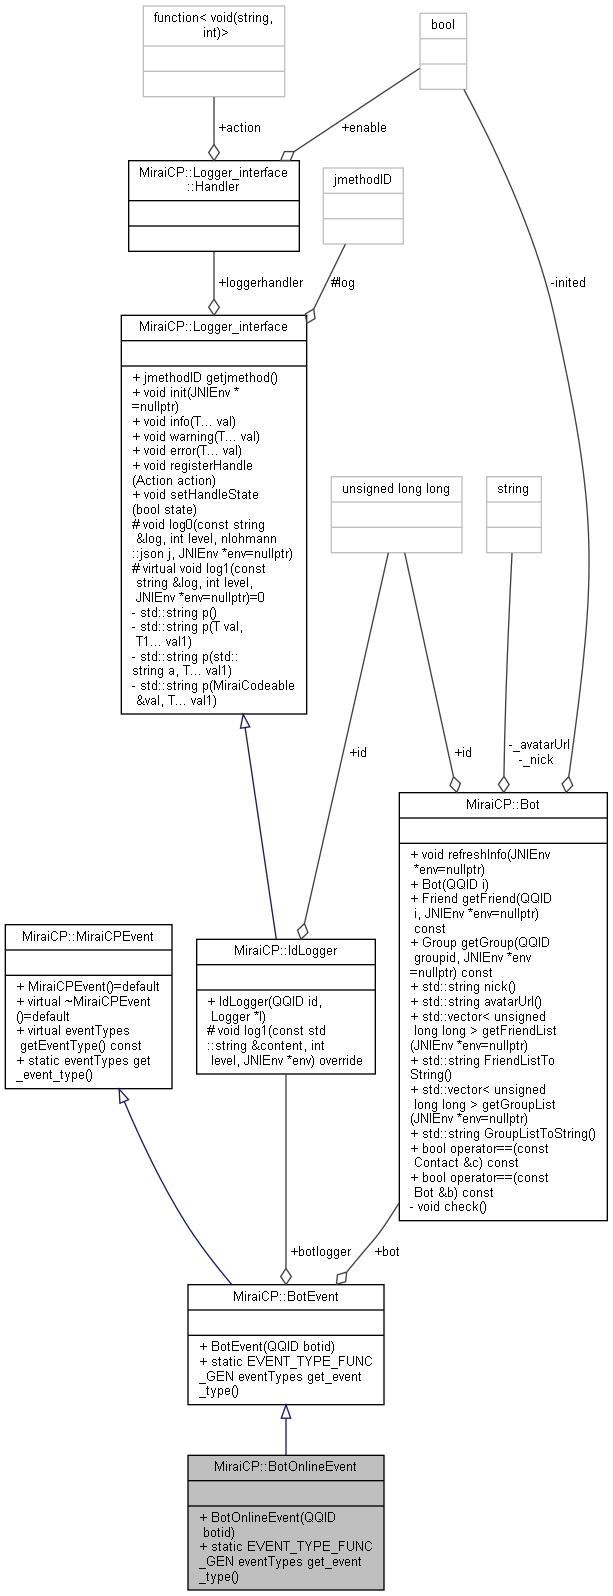 function< void(string,
int)>
bool
+action
+enable
MiraiCP::Logger_interface
::Handler
jmethodID
+loggerhandler
#log
-inited
MiraiCP::Logger_interface
+ jmethodID getjmethod()
+ void init(JNIEnv *
=nullptr)
+ void info(T... val)
+ void warning(T... val)
+ void error(T... val)
+ void registerHandle
(Action action)
+ void setHandleState
(bool state)
# void log0(const string
&log, int level, nlohmann
::json j, JNIEnv *env=nullptr)
# virtual void log1(const
string &log, int level,
JNIEnv *env=nullptr)=0
- std::string p()
- std::string p(T val,
T1... val1)
- std::string p(std::
string a, T... val1)
- std::string p(MiraiCodeable
&val, T... val1)
unsigned long long
string
+id
+id
-_avatarUrl
-_nick
MiraiCP::Bot
+ void refreshInfo(JNIEnv
*env=nullptr)
+ Bot(QQID i)
+ Friend getFriend(QQID
i, JNIEnv *env=nullptr)
const
+ Group getGroup(QQID
groupid, JNIEnv *env
=nullptr) const
+ std::string nick()
+ std::string avatarUrl()
+ std::vector< unsigned
long long > getFriendList
(JNIEnv *env=nullptr)
+ std::string FriendListTo
String()
+ std::vector< unsigned
long long > getGroupList
(JNIEnv *env=nullptr)
+ std::string GroupListToString()
+ bool operator==(const
Contact &c) const
+ bool operator==(const
Bot &b) const
- void check()
MiraiCP::MiraiCPEvent
+ MiraiCPEvent()=default
+ virtual ~MiraiCPEvent
()=default
+ virtual eventTypes
getEventType() const
+ static eventTypes get
_event_type()
MiraiCP::IdLogger
+ IdLogger(QQID id,
Logger *l)
# void log1(const std
::string &content, int
level, JNIEnv *env) override
+botlogger
+bot
MiraiCP::BotEvent
+ BotEvent(QQID botid)
+ static EVENT_TYPE_FUNC
_GEN eventTypes get_event
_type()
MiraiCP::BotOnlineEvent
+ BotOnlineEvent(QQID
botid)
+ static EVENT_TYPE_FUNC
_GEN eventTypes get_event
_type()